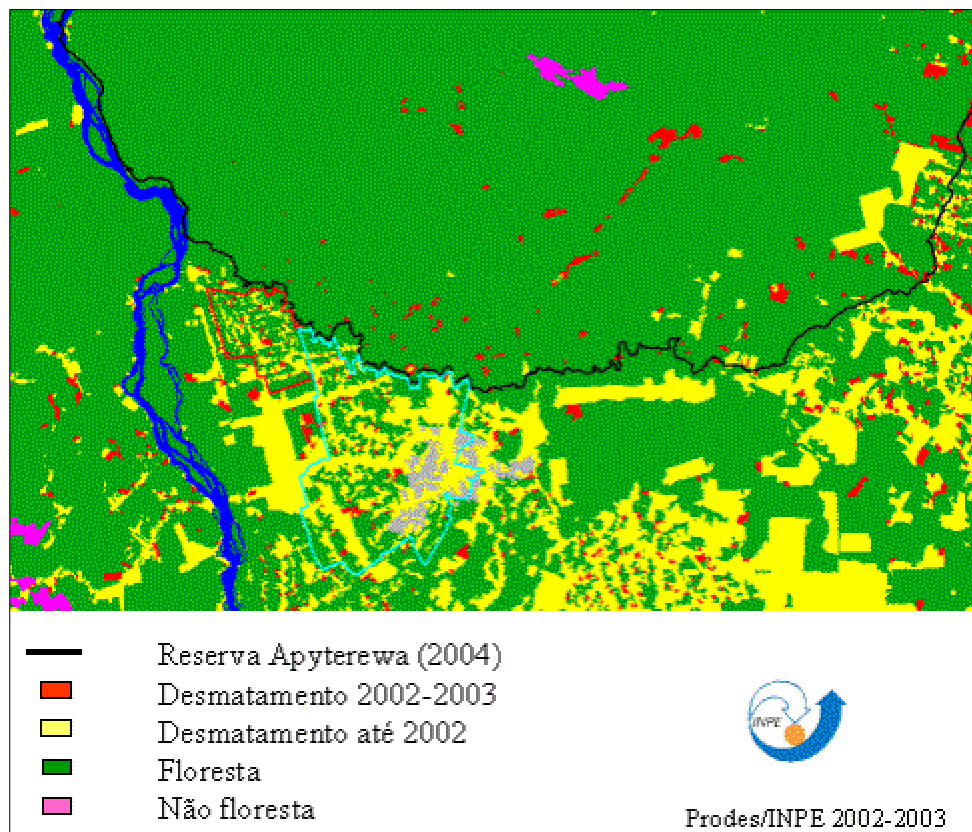 Reserva Apyterewa (2004)
Desmatamento 2002-2003
Desmatamento até 2002
Floresta
Não floresta
INPE
Prodes/INPE 2002-2003